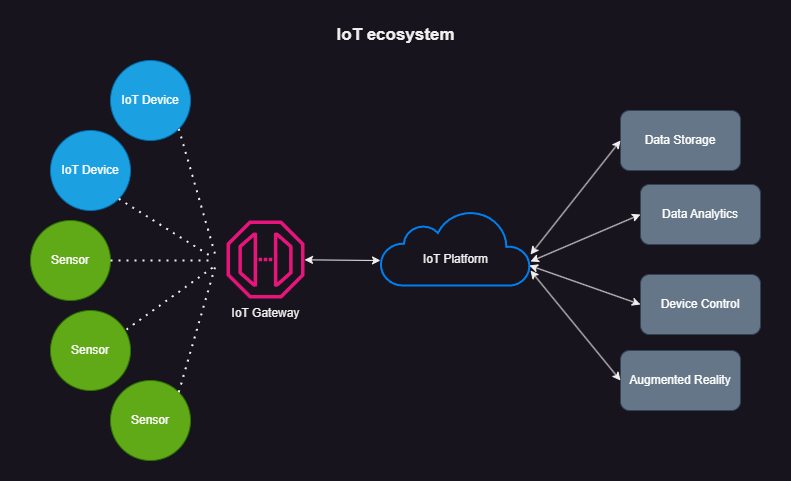 IoT ecosystem
IoT Device
IoT Device
Sensor
Sensor
Sensor
IoT Gateway
IoT Platform
Data Storage
Data Analytics
Device Control
Augmented Reality